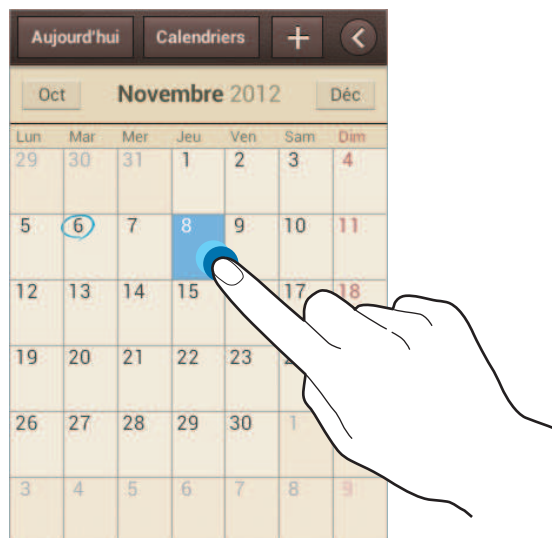 Aujourd'hui Calendriers + <
Oct Novembre 2012 Déc
Lun Mar Mer Jeu Ven Sam Dim
29 30 31 1 2 3 4
5 6 7 8 9 10 11
12 13 14 15 17 18
19 20 21 22 23
26 27 28 29 30 1
3 4 5 6 7 8 9